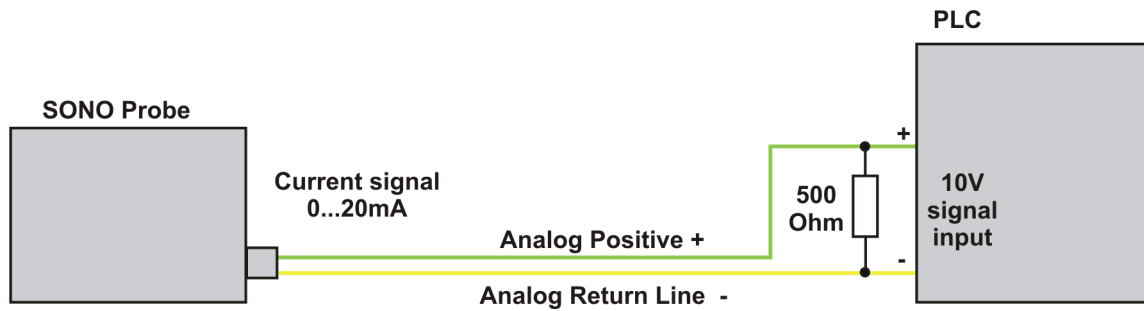 PLC
SONO Probe
+
Current signal
0...20mA
500
Ohm
10V
signal
input
Analog Positive +
-
Analog Return Line -